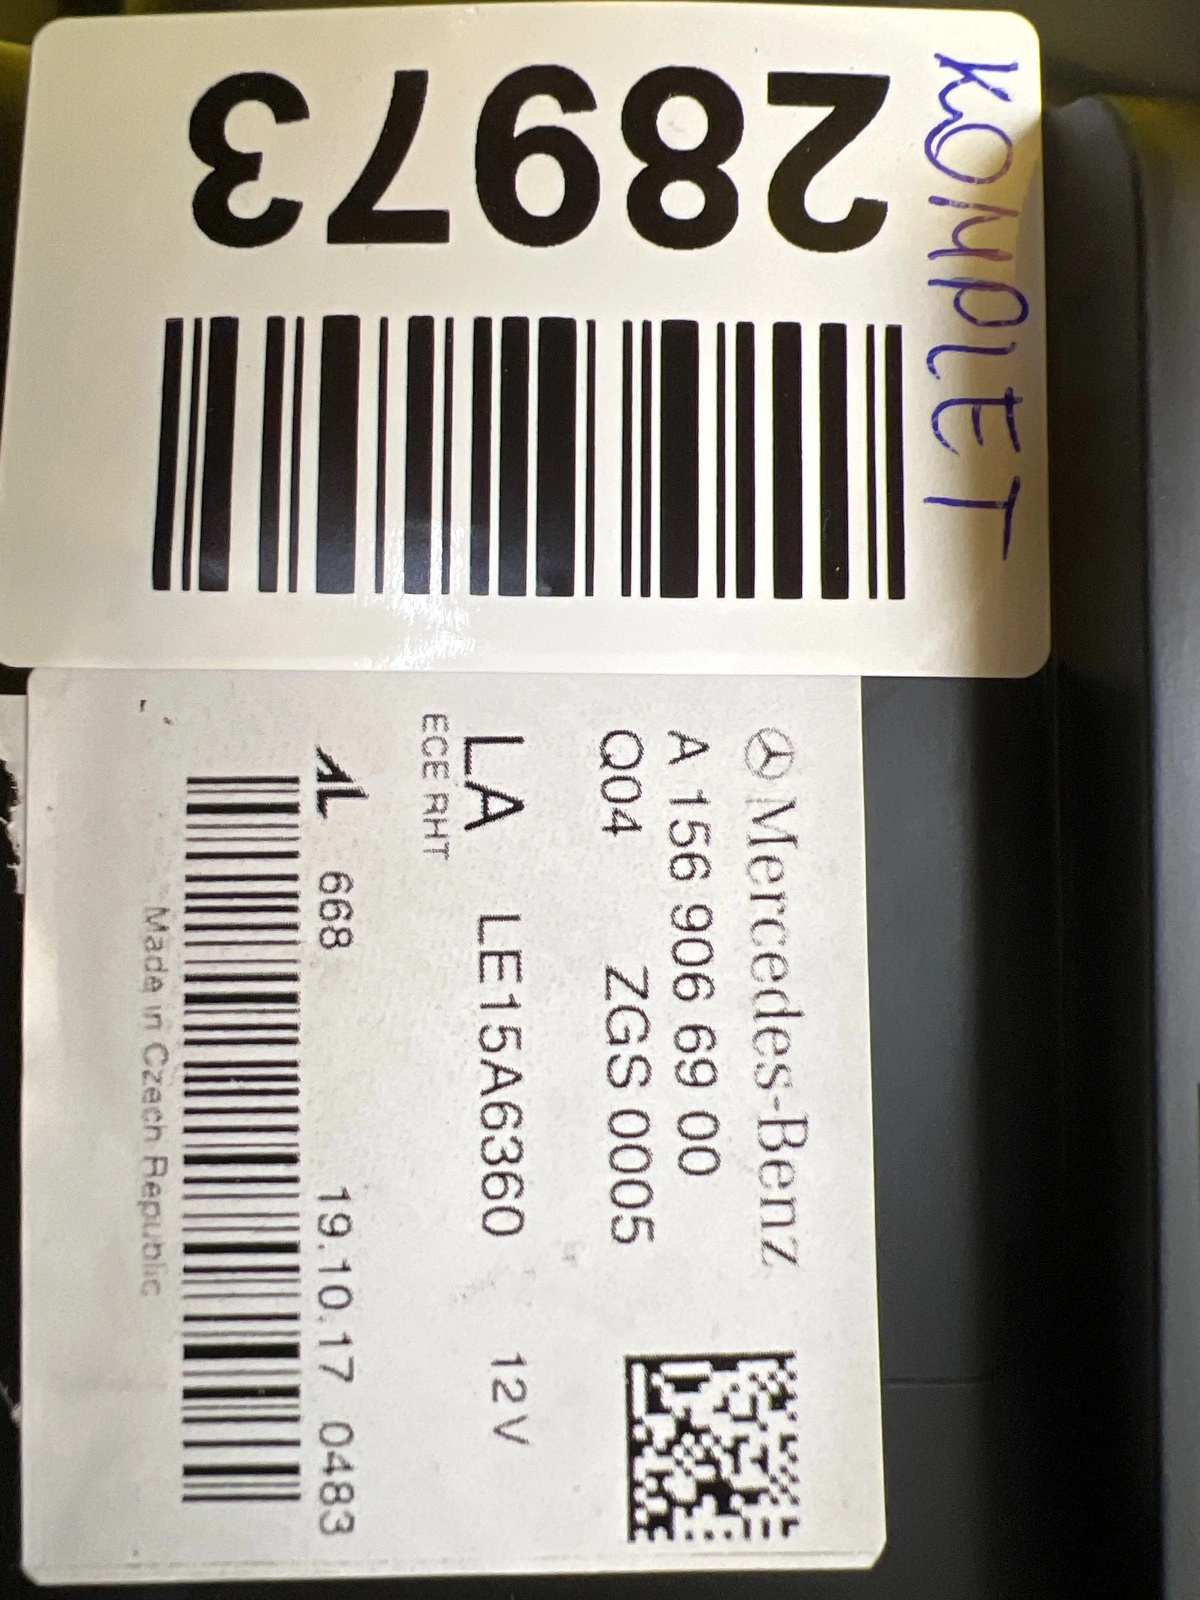 28973
KOMPLET
Mercedes-Benz
A 156 906 69 00
Q04 ZGS 0005
LA LE15A6360 12V
ECE RHT
AL 668 19.10.17 0483
Made in Czech Republic